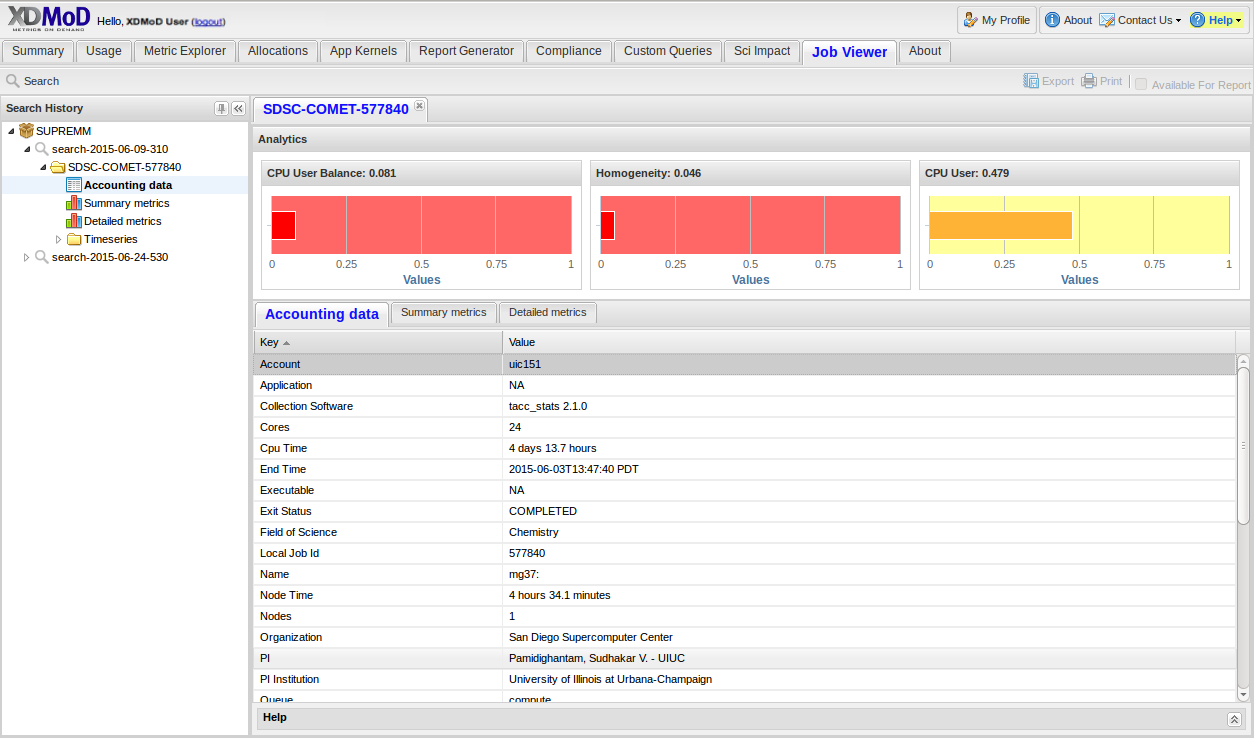 XDMoD
METRICS ON DEMAND
Hello, XDMoD User (logout)
My Profile
About
Contact Us
Help
Summary
Usage
Metric Explorer
Allocations
App Kernels
Report Generator
Compliance
Custom Queries
Sci Impact
Job Viewer
About
Search
Export
Print
Available For Report
Search History
SUPREMM
search-2015-06-09-310
SDSC-COMET-577840
Accounting data
Summary metrics
Detailed metrics
Timeseries
search-2015-06-24-530
SDSC-COMET-577840
Analytics
CPU User Balance: 0.081
0 0.25 0.5 0.75 1
Values
Homogeneity: 0.046
0 0.25 0.5 0.75 1
Values
CPU User: 0.479
0 0.25 0.5 0.75 1
Values
Accounting data
Summary metrics
Detailed metrics
Key Value
Account uic151
Application NA
Collection Software tacc_stats 2.1.0
Cores 24
Cpu Time 4 days 13.7 hours
End Time 2015-06-03T13:47:40 PDT
Executable NA
Exit Status COMPLETED
Field of Science Chemistry
Local Job Id 577840
Name mg37:
Node Time 4 hours 34.1 minutes
Nodes 1
Organization San Diego Supercomputer Center
PI Pamidighantam, Sudhakar V. - UIUC
PI Institution University of Illinois at Urbana-Champaign
Queue compute
Help